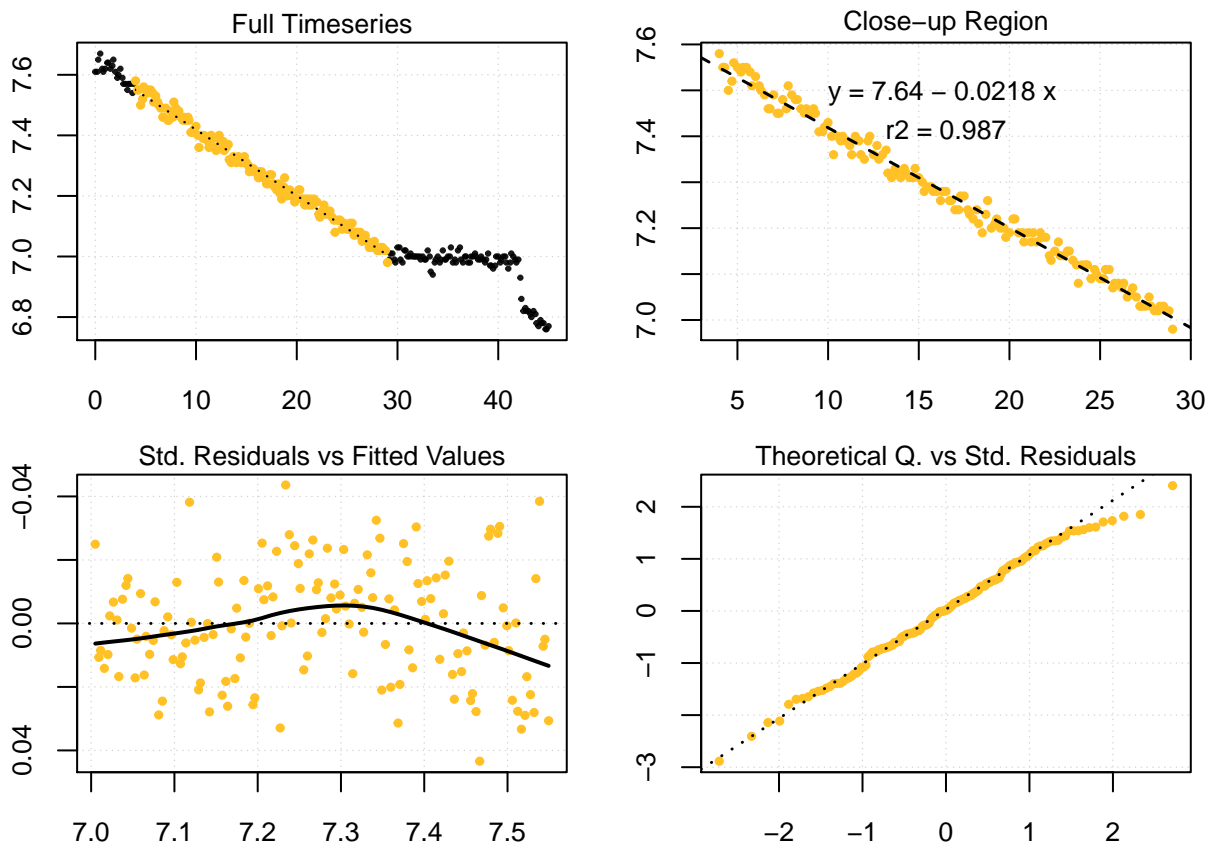 Full Timeseries
7.6
7.4
7.2
7.0
6.8
0 10 20 30 40
Close−up Region
y = 7.64 − 0.0218 x
r2 = 0.987
7.6
7.4
7.2
7.0
5 10 15 20 25 30
Std. Residuals vs Fitted Values
−0.04
0.00
0.04
7.0 7.1 7.2 7.3 7.4 7.5
Theoretical Q. vs Std. Residuals
2
1
0
−1
−3
−2 −1 0 1 2